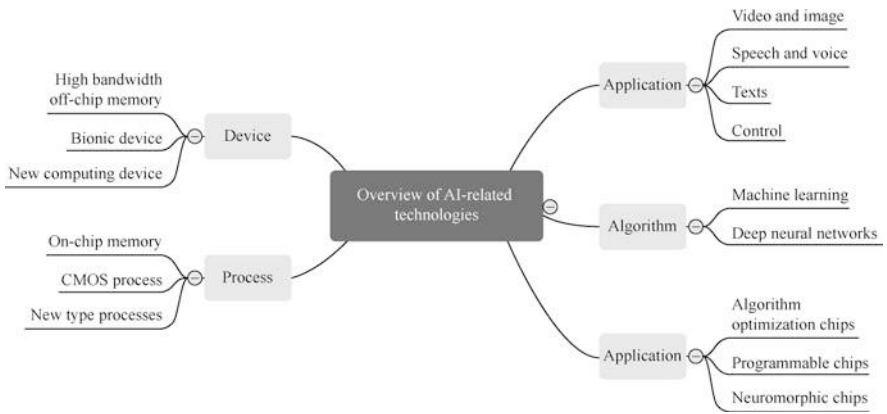 Overview of AI-related
technologies
Device
High bandwidth
off-chip memory
Bionic device
New computing device
Process
On-chip memory
CMOS process
New type processes
Application
Video and image
Speech and voice
Texts
Control
Algorithm
Machine learning
Deep neural networks
Application
Algorithm
optimization chips
Programmable chips
Neuromorphic chips